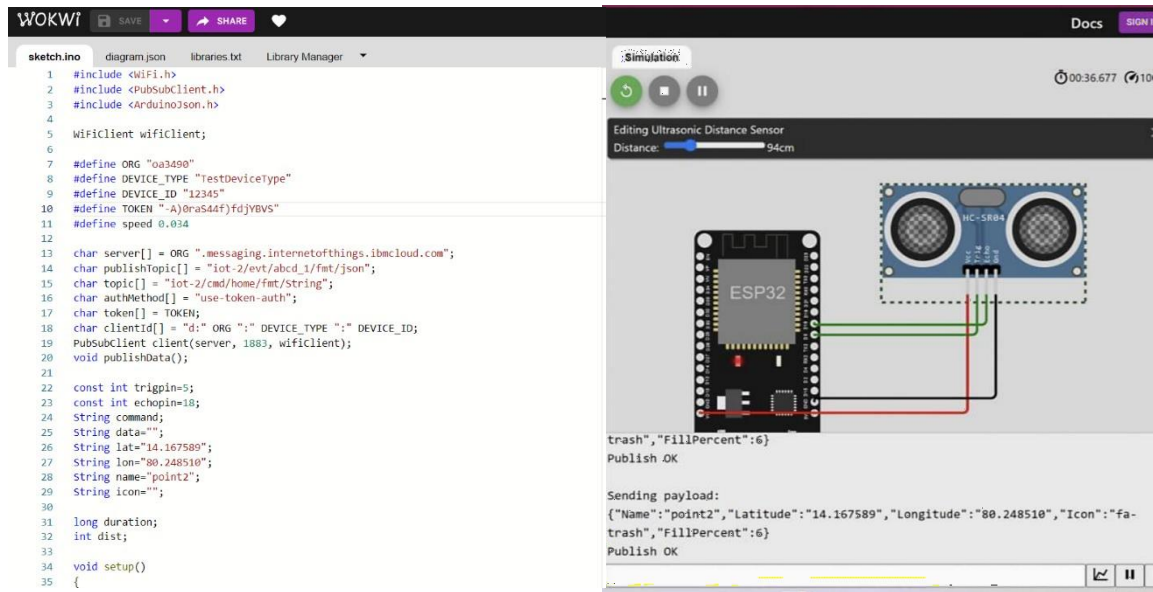 WOKWi SAVE SHARE
sketch.ino diagram.json libraries.txt Library Manager
1 #include <WiFi.h>
2 #include <PubSubClient.h>
3 #include <ArduinoJson.h>
4
5 WiFiClient wifiClient;
6
7 #define ORG "oa3490"
8 #define DEVICE_TYPE "TestDeviceType"
9 #define DEVICE_ID "12345"
10 #define TOKEN "-A)0raS44f)fdjYBVS"
11 #define speed 0.034
12
13 char server[] = ORG ".messaging.internetofthings.ibmcloud.com";
14 char publishTopic[] = "iot-2/evt/abcd_1/fmt/json";
15 char topic[] = "iot-2/cmd/home/fmt/String";
16 char authMethod[] = "use-token-auth";
17 char token[] = TOKEN;
18 char clientId[] = "d:" ORG ":" DEVICE_TYPE ":" DEVICE_ID;
19 PubSubClient client(server, 1883, wifiClient);
20 void publishData();
21
22 const int trigpin=5;
23 const int echopin=18;
24 String command;
25 String data="";
26 String lat="14.167589";
27 String lon="80.248510";
28 String name="point2";
29 String icon="";
30
31 long duration;
32 int dist;
33
34 void setup()
35 {
Docs SIGN
Simulation
00:36.677 10
Editing Ultrasonic Distance Sensor
Distance: 94cm
HC-SR04
Vcc Trig Echo Gnd
ESP32
trash","FillPercent":6}
Publish OK
Sending payload:
{"Name":"point2","Latitude":"14.167589","Longitude":"80.248510","Icon":"fa-
trash","FillPercent":6}
Publish OK